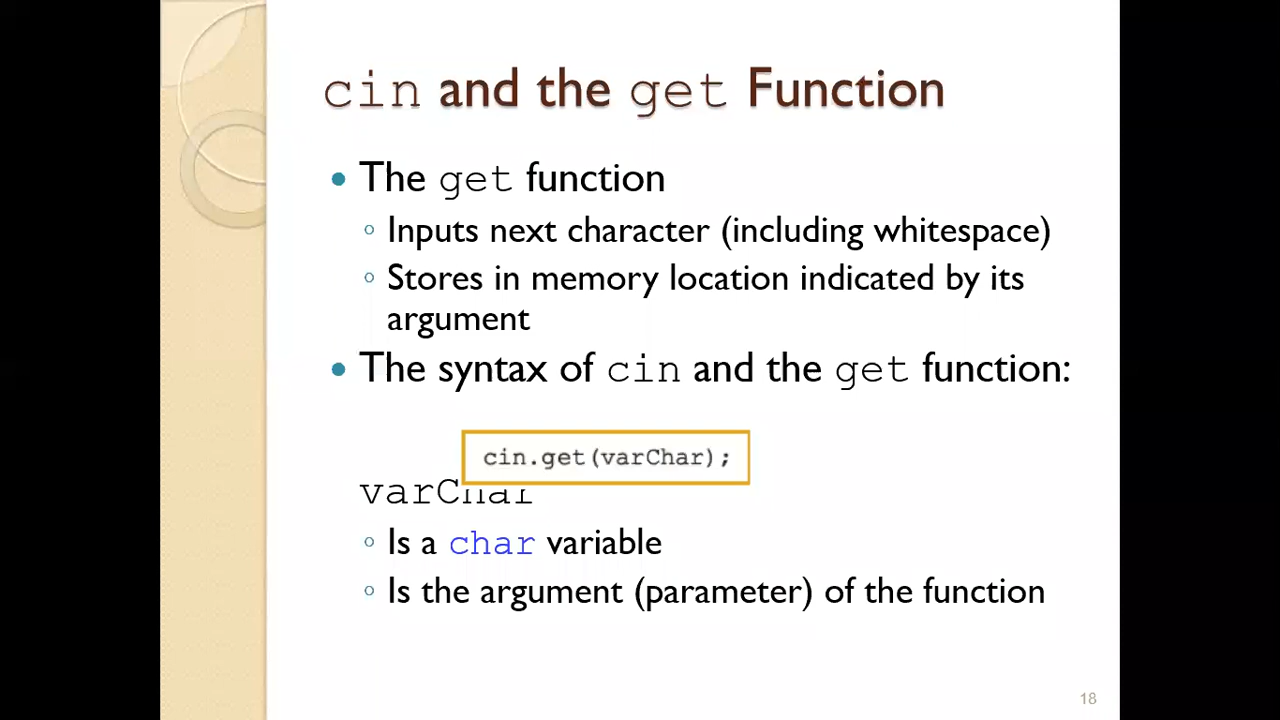 cin and the get Function
• The get function
◦ Inputs next character (including whitespace)
◦ Stores in memory location indicated by its
argument
• The syntax of cin and the get function:
cin.get(varChar);
varChar
◦ Is a char variable
◦ Is the argument (parameter) of the function
18